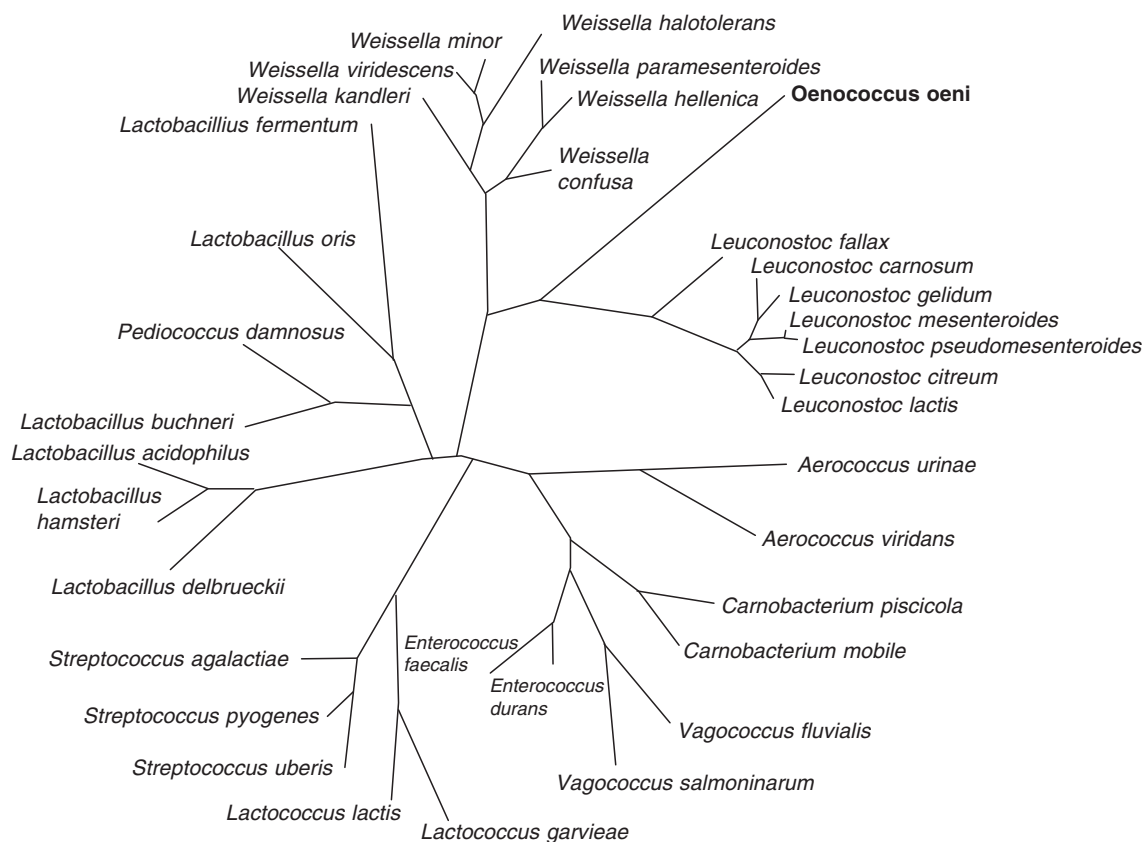 Weissella halotolerans
Weissella minor
Weissella viridescens
Weissella paramesenteroides
Weissella kandleri
Weissella hellenica
Oenococcus oeni
Lactobacillius fermentum
Weissella
confusa
Lactobacillus oris
Leuconostoc fallax
Leuconostoc carnosum
Leuconostoc gelidum
Leuconostoc mesenteroides
Pediococcus damnosus
Leuconostoc pseudomesenteroides
Leuconostoc citreum
Leuconostoc lactis
Lactobacillus buchneri
Lactobacillus acidophilus
Aerococcus urinae
Lactobacillus
hamsteri
Aerococcus viridans
Lactobacillus delbrueckii
Carnobacterium piscicola
Enterococcus
faecalis
Carnobacterium mobile
Streptococcus agalactiae
Enterococcus
durans
Streptococcus pyogenes
Vagococcus fluvialis
Streptococcus uberis
Vagococcus salmoninarum
Lactococcus lactis
Lactococcus garvieae